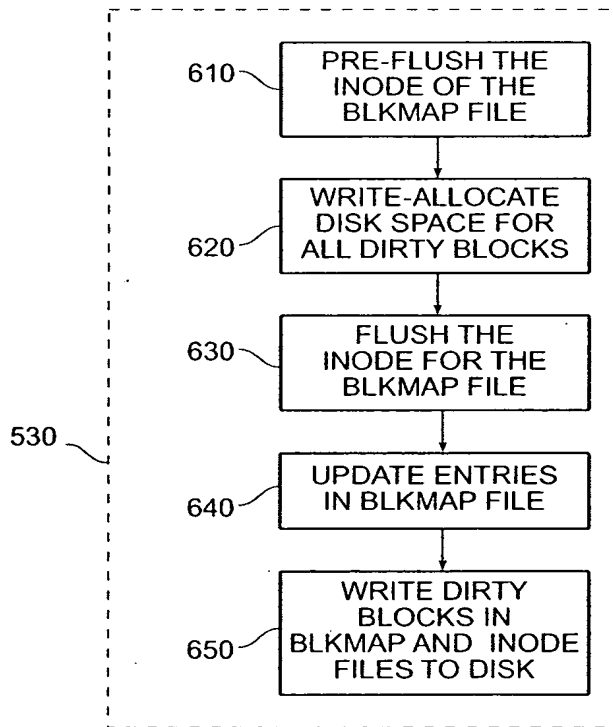 610
PRE-FLUSH THE
INODE OF THE
BLKMAP FILE
620
WRITE-ALLOCATE
DISK SPACE FOR
ALL DIRTY BLOCKS
630
FLUSH THE
INODE FOR THE
BLKMAP FILE
530
640
UPDATE ENTRIES
IN BLKMAP FILE
650
WRITE DIRTY
BLOCKS IN
BLKMAP AND INODE
FILES TO DISK